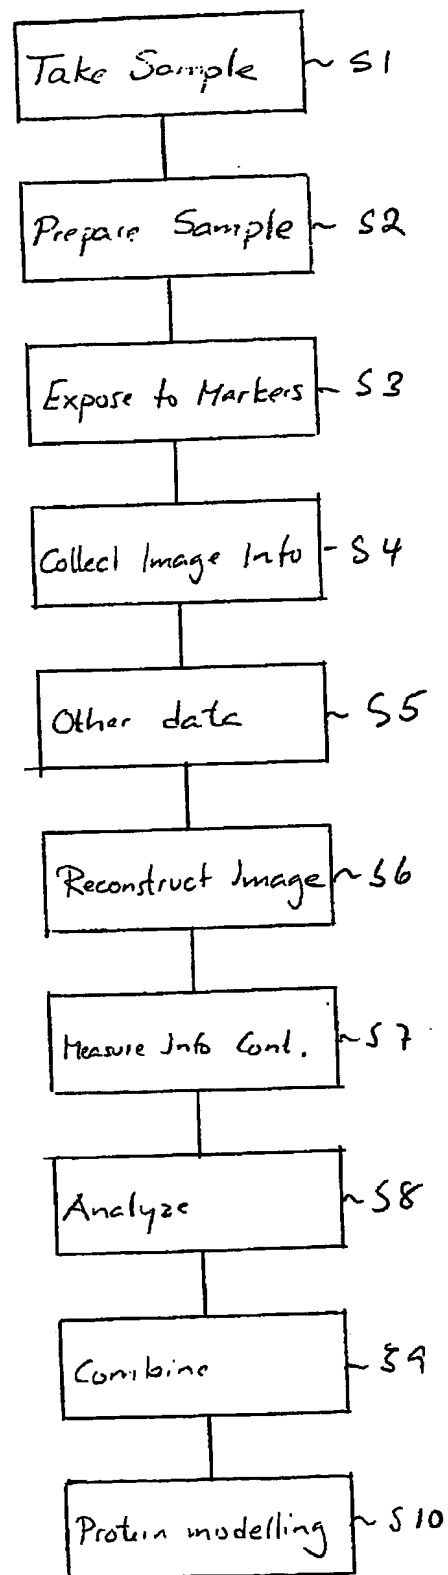 Take Sample ~ S1
Prepare Sample ~ S2
Expose to Markers ~ S3
Collect Image Info ~ S4
Other data ~ S5
Reconstruct Image ~ S6
Measure Info Cont. ~ S7
Analyze ~ S8
Combine ~ S9
Protein modelling ~ S10